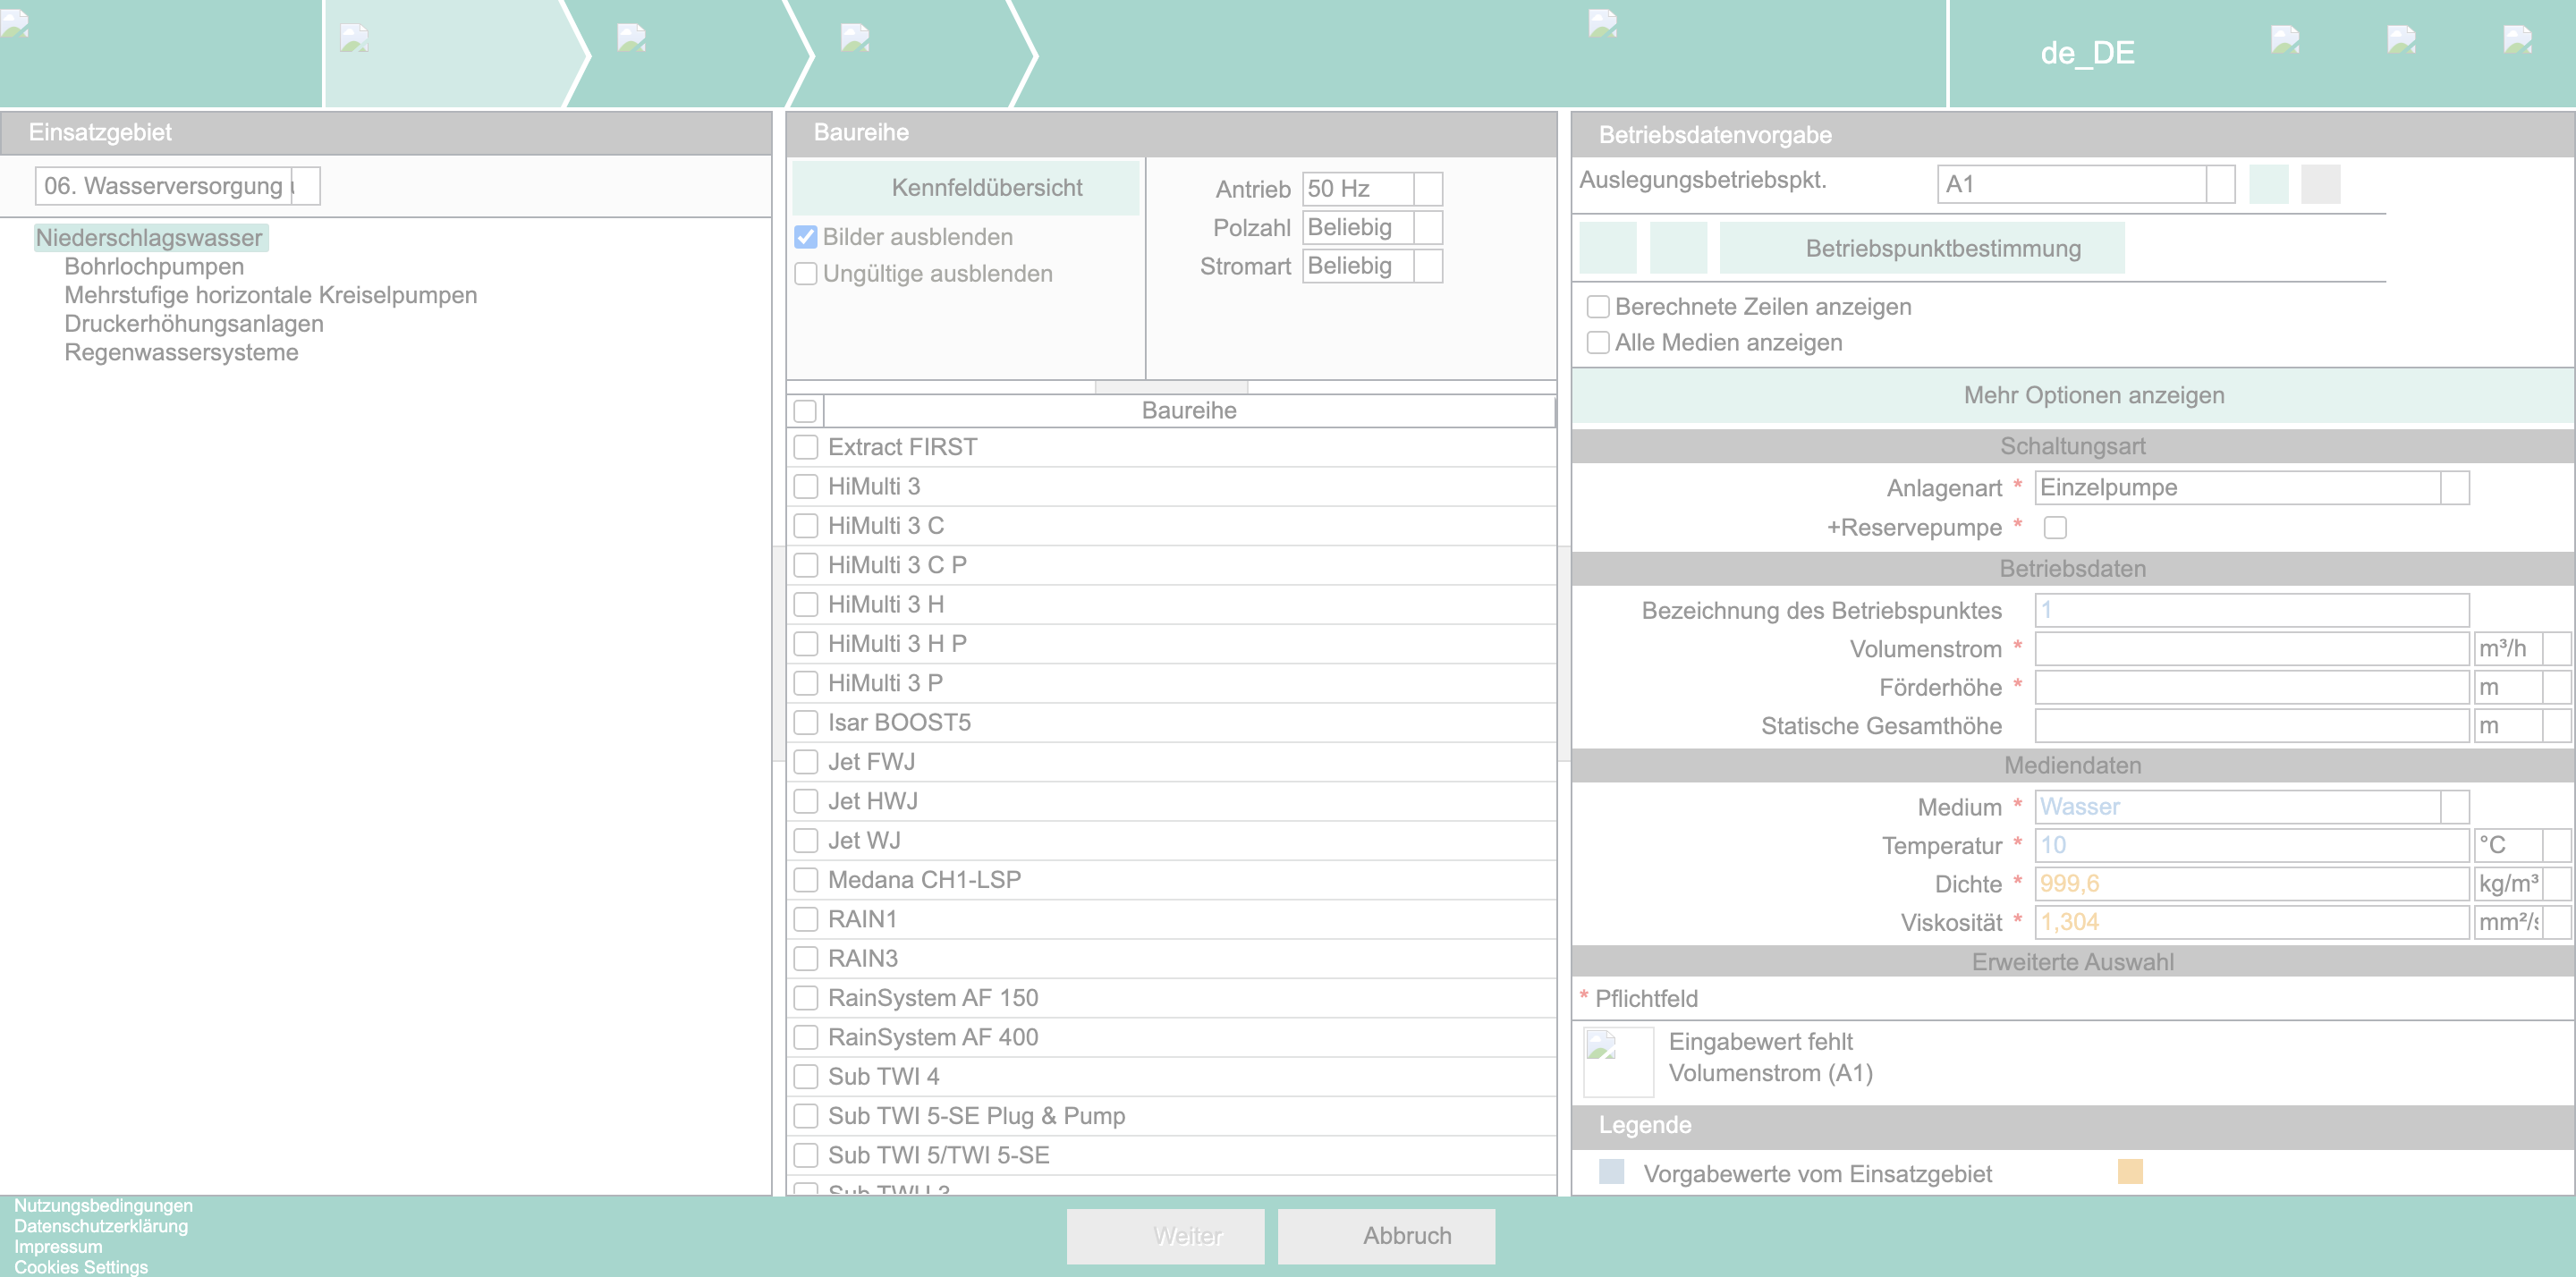 de_DE
Einsatzgebiet
06. Wasserversorgung
Niederschlagswasser
Bohrlochpumpen
Mehrstufige horizontale Kreiselpumpen
Druckerhöhungsanlagen
Regenwassersysteme
Baureihe
Kennfeldübersicht
Bilder ausblenden
Ungültige ausblenden
Antrieb 50 Hz
Polzahl Beliebig
Stromart Beliebig
Baureihe
Extract FIRST
HiMulti 3
HiMulti 3 C
HiMulti 3 C P
HiMulti 3 H
HiMulti 3 H P
HiMulti 3 P
Isar BOOST5
Jet FWJ
Jet HWJ
Jet WJ
Medana CH1-LSP
RAIN1
RAIN3
RainSystem AF 150
RainSystem AF 400
Sub TWI 4
Sub TWI 5-SE Plug & Pump
Sub TWI 5/TWI 5-SE
Sub TWU 3
Betriebsdatenvorgabe
Auslegungsbetriebspkt. A1
Betriebspunktbestimmung
Berechnete Zeilen anzeigen
Alle Medien anzeigen
Mehr Optionen anzeigen
Schaltungsart
Anlagenart * Einzelpumpe
+Reservepumpe *
Betriebsdaten
Bezeichnung des Betriebspunktes 1
Volumenstrom * m³/h
Förderhöhe * m
Statische Gesamthöhe m
Mediendaten
Medium * Wasser
Temperatur * 10 °C
Dichte * 999,6 kg/m³
Viskosität * 1,304 mm²/s
Erweiterte Auswahl
* Pflichtfeld
Eingabewert fehlt
Volumenstrom (A1)
Legende
Vorgabewerte vom Einsatzgebiet
Nutzungsbedingungen
Datenschutzerklärung
Impressum
Cookies Settings
Weiter
Abbruch